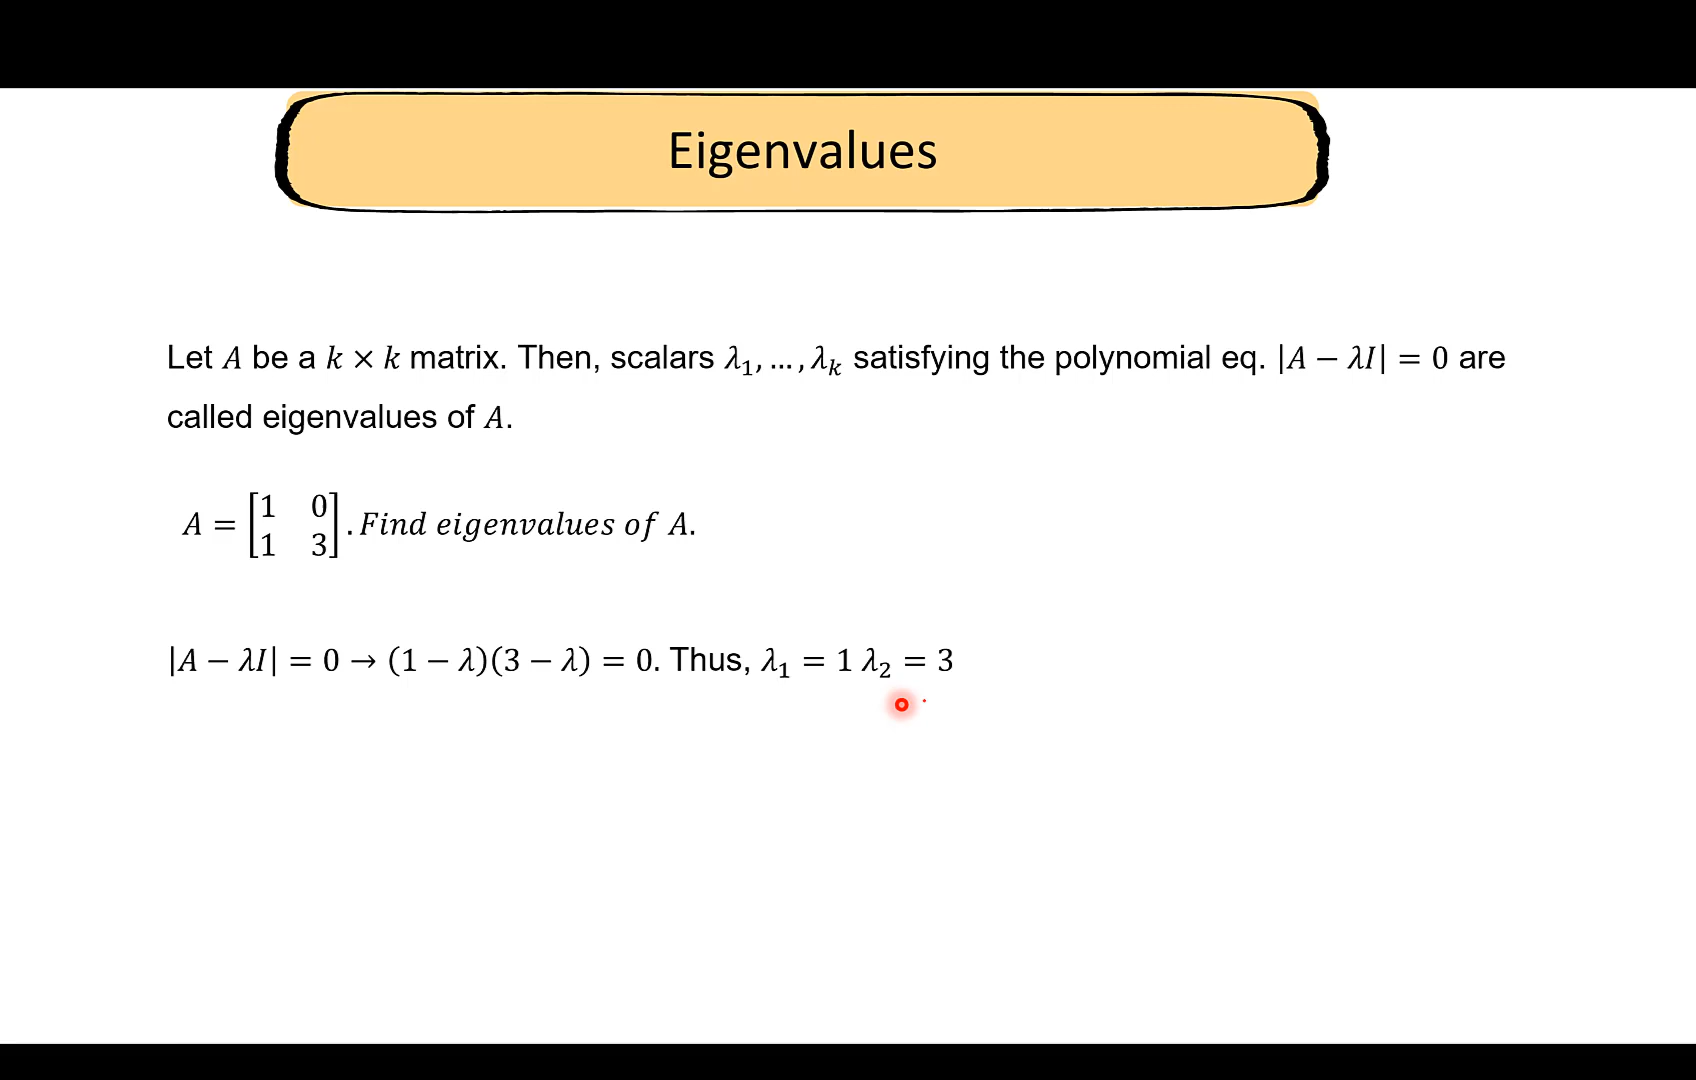 Eigenvalues
Let A be a k × k matrix. Then, scalars λ₁, … , λₖ satisfying the polynomial eq. |A − λI| = 0 are
called eigenvalues of A.
A = [1 0
1 3]. Find eigenvalues of A.
|A − λI| = 0 → (1 − λ)(3 − λ) = 0. Thus, λ₁ = 1 λ₂ = 3